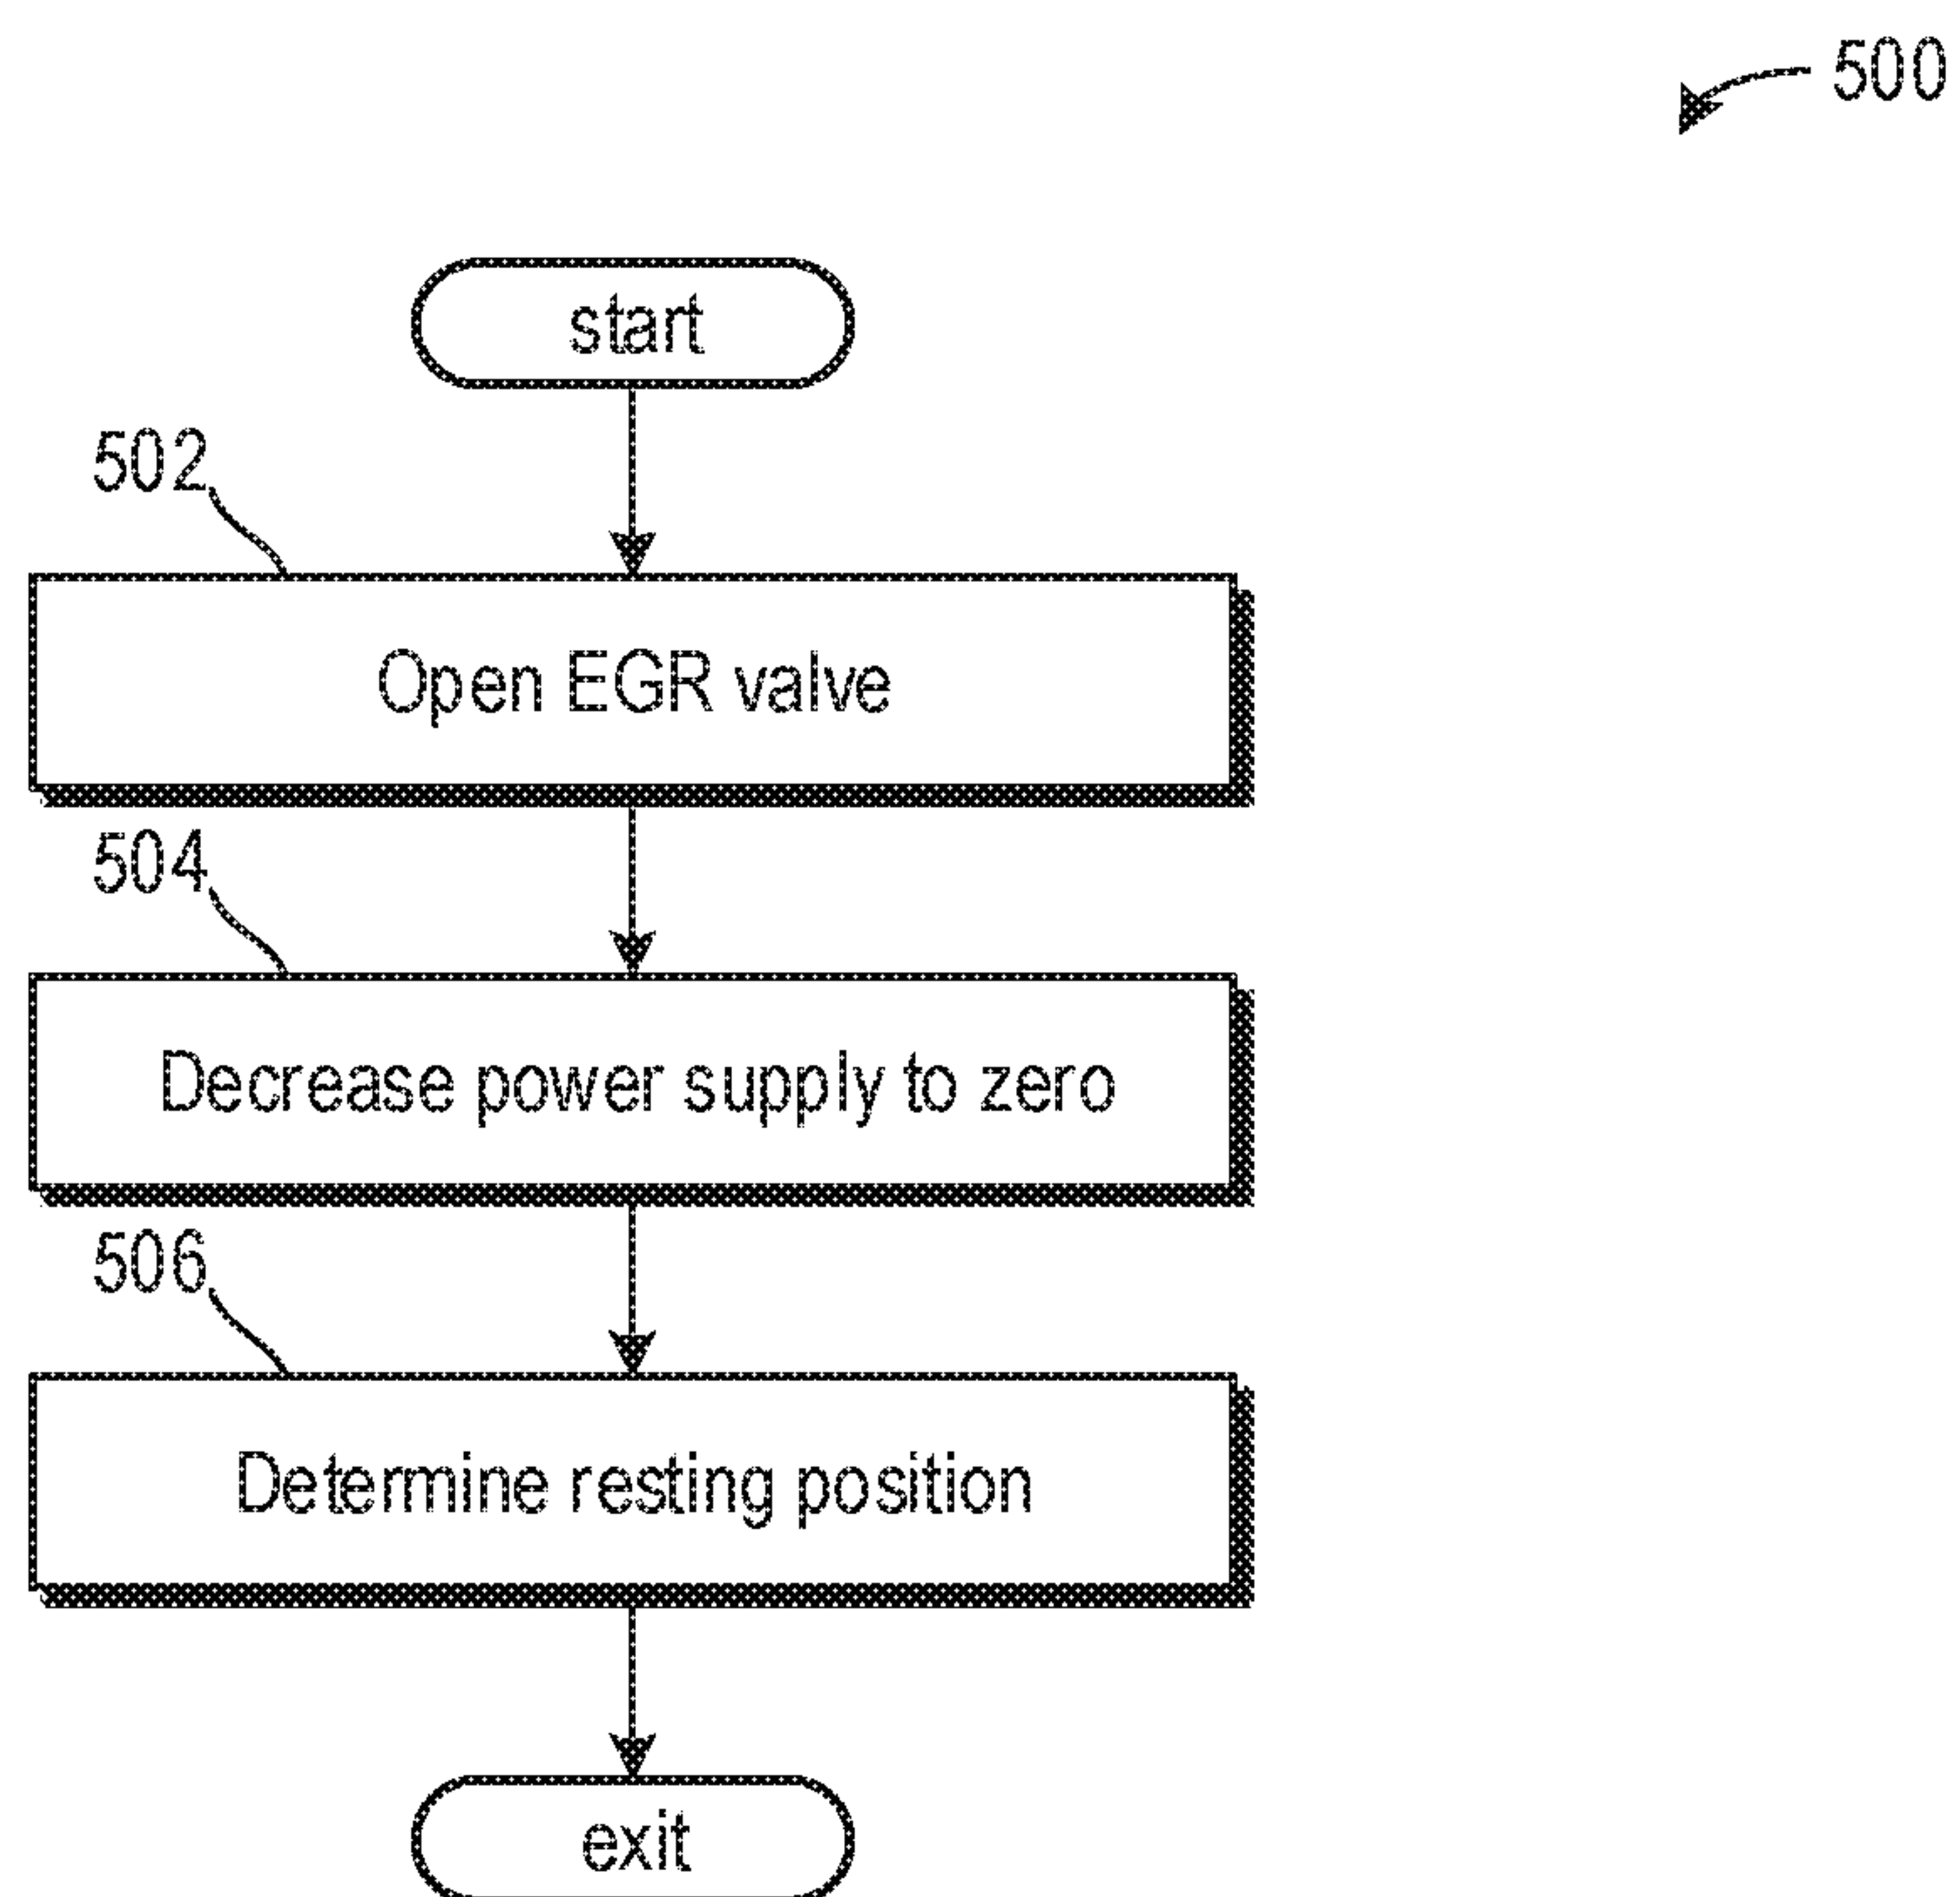 500
start
502
Open EGR valve
504
Decrease power supply to zero
506
Determine resting position
exit